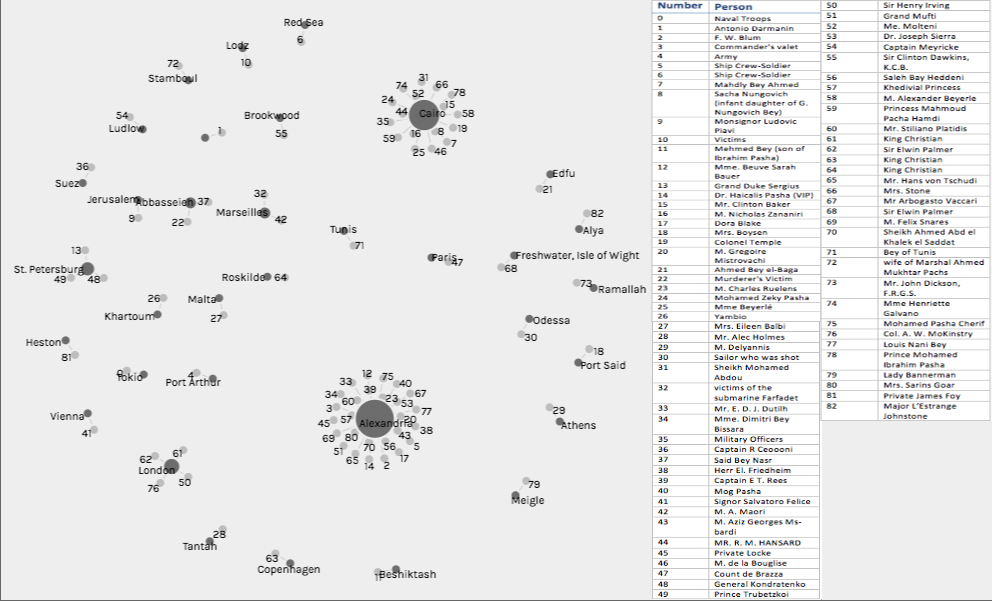 Red Sea
6
Lodz
10
72
Stamboul
31
74
66
52
78
24
15
44
Cairo
58
35
16
8
19
59
7
25
46
54
Ludlow
1
Brookwood
55
36
Suez
Edfu
21
Jerusalem
Abbasseieh
37
9
22
32
Marseilles
42
82
Alya
Tunis
71
13
St. Petersburg
49
48
Paris
47
Freshwater, Isle of Wight
68
Roskilde
64
73
Ramallah
26
Khartoum
Malta
27
Odessa
30
Heston
81
18
Port Said
Tokio
4
Port Arthur
12
75
33
40
39
34
67
60
23
53
3
77
57
20
45
Alexandria
38
69
80
43
51
70
56
5
65
17
14
2
29
Athens
Vienna
41
62
61
London
76
50
79
Meigle
28
Tantah
63
Copenhagen
11
Beshiktash
Number Person
0 Naval Troops
1 Antonio Darmanin
2 F. W. Blum
3 Commander's valet
4 Army
5 Ship Crew-Soldier
6 Ship Crew-Soldier
7 Mahdly Bey Ahmed
8 Sacha Nungovich
(infant daughter of G.
Nungovich Bey)
9 Monsignor Ludovic
Piavi
10 Victims
11 Mehmed Bey (son of
Ibrahim Pasha)
12 Mme. Beuve Sarah
Bauer
13 Grand Duke Sergius
14 Dr. Haicalis Pasha (VIP)
15 Mr. Clinton Baker
16 M. Nicholas Zananiri
17 Dora Blake
18 Mrs. Boysen
19 Colonel Temple
20 M. Gregoire
Mistrovachi
21 Ahmed Bey el-Baga
22 Murderer's Victim
23 M. Charles Ruelens
24 Mohamed Zeky Pasha
25 Mme Beyerlé
26 Yambio
27 Mrs. Eileen Balbi
28 Mr. Alec Holmes
29 M. Delyannis
30 Sailor who was shot
31 Sheikh Mohamed
Abdou
32 victims of the
submarine Farfadet
33 Mr. E. D. J. Dutilh
34 Mme. Dimitri Bey
Bissara
35 Military Officers
36 Captain R Ceoooni
37 Said Bey Nasr
38 Herr El. Friedheim
39 Captain E T. Rees
40 Mog Pasha
41 Signor Salvatoro Felice
42 M. A. Maori
43 M. Aziz Georges Ms-
bardi
44 MR. R. M. HANSARD
45 Private Locke
46 M. de la Bouglise
47 Count de Brazza
48 General Kondratenko
49 Prince Trubetzkoi
50 Sir Henry Irving
51 Grand Mufti
52 Me. Molteni
53 Dr. Joseph Sierra
54 Captain Meyricke
55 Sir Clinton Dawkins,
K.C.B.
56 Saleh Bay Heddeni
57 Khedivial Princess
58 M. Alexander Beyerle
59 Princess Mahmoud
Pacha Hamdi
60 Mr. Stiliano Platidis
61 King Christian
62 Sir Elwin Palmer
63 King Christian
64 King Christian
65 Mr. Hans von Tschudi
66 Mrs. Stone
67 Mr Arbogasto Vaccari
68 Sir Elwin Palmer
69 M. Felix Snares
70 Sheikh Ahmed Abd el
Khalek el Saddat
71 Bey of Tunis
72 wife of Marshal Ahmed
Mukhtar Pachs
73 Mr. John Dickson,
F.R.G.S.
74 Mme Henriette
Galvano
75 Mohamed Pasha Cherif
76 Col. A. W. McKinstry
77 Louis Nani Bey
78 Prince Mohamed
Ibrahim Pasha
79 Lady Bannerman
80 Mrs. Sarins Goar
81 Private James Foy
82 Major L'Estrange
Johnstone